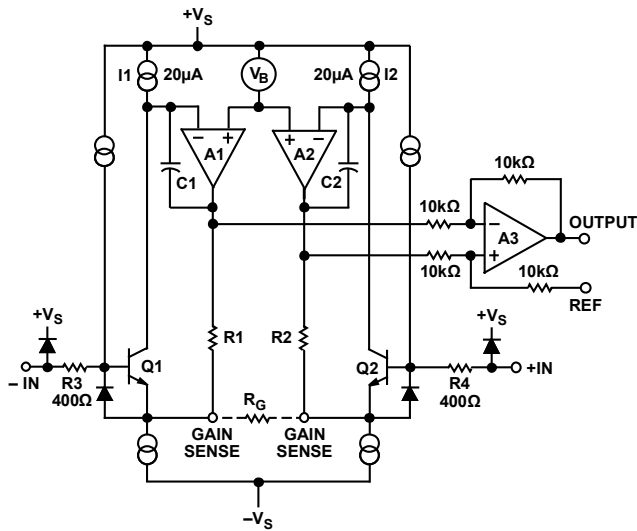 +VS
I1 20µA
VB
20µA I2
− +
A1
+ −
A2
C1
C2
10kΩ
10kΩ
−
A3
+
OUTPUT
10kΩ
10kΩ
REF
+VS
− IN
R3
400Ω
Q1
R1
R2
Q2
+VS
R4
400Ω
+IN
RG
GAIN
SENSE
GAIN
SENSE
−VS